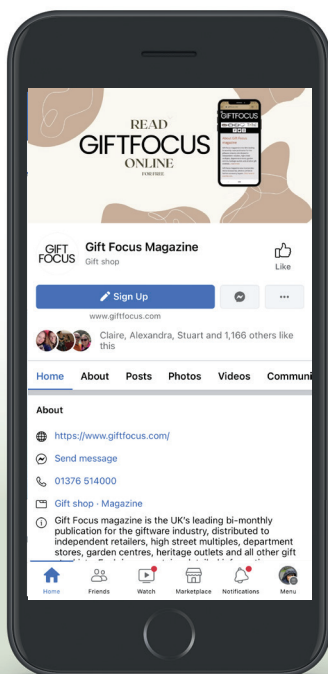 READ
GIFTFOCUS
ONLINE
FOR FREE
GIFTFOCUS
GIFT
FOCUS
Gift Focus Magazine
Gift shop
Like
Sign Up
www.giftfocus.com
Claire, Alexandra, Stuart and 1,166 others like
this
Home About Posts Photos Videos Communi
About
https://www.giftfocus.com/
Send message
01376 514000
Gift shop · Magazine
Gift Focus magazine is the UK's leading bi-monthly
publication for the giftware industry, distributed to
independent retailers, high street multiples, department
stores, garden centres, heritage outlets and all other gift
Home Friends Watch Marketplace Notifications Menu